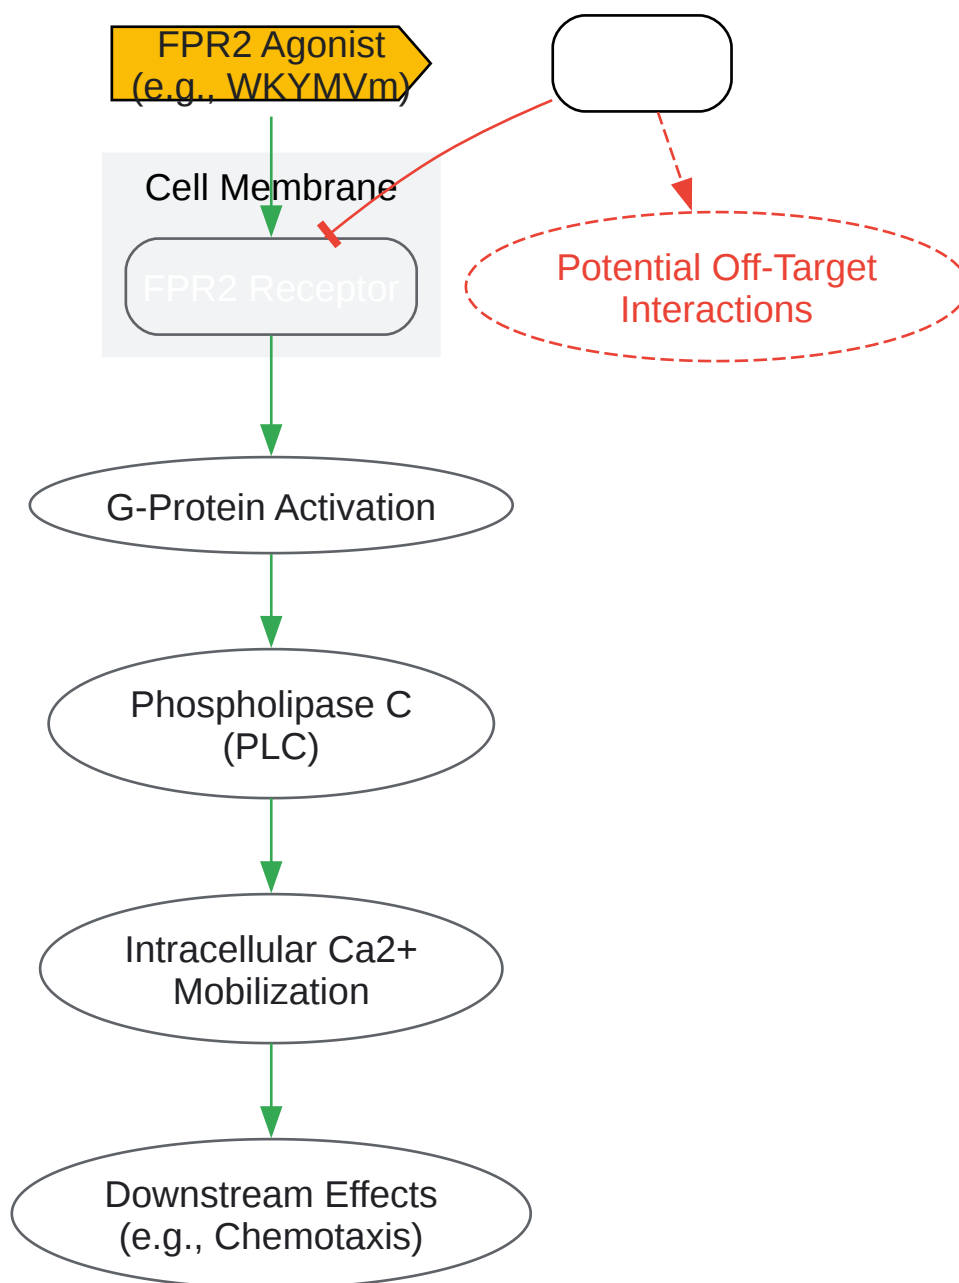 FPR2 Agonist
(e.g., WKYMVm)
Cell Membrane
FPR2 Receptor
Potential Off-Target
Interactions
G-Protein Activation
Phospholipase C
(PLC)
Intracellular Ca2+
Mobilization
Downstream Effects
(e.g., Chemotaxis)